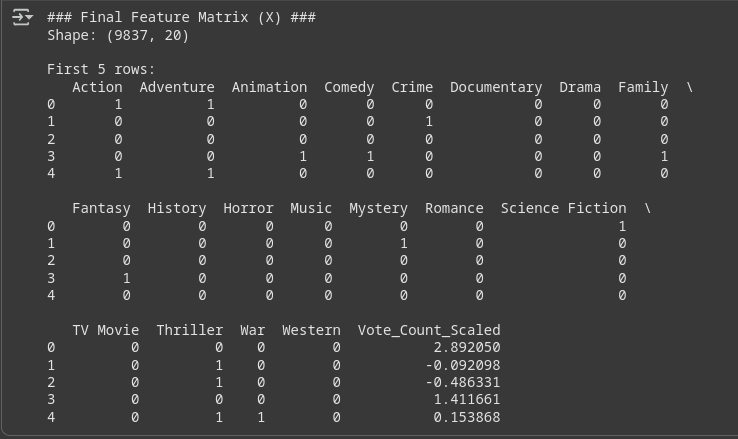 ### Final Feature Matrix (X) ###
Shape: (9837, 20)
First 5 rows:
   Action  Adventure  Animation  Comedy  Crime  Documentary  Drama  Family  \
0       1          1          0       0      0            0      0       0
1       0          0          0       0      1            0      0       0
2       0          0          0       0      0            0      0       0
3       0          0          1       1      0            0      0       1
4       1          1          0       0      0            0      0       0
   Fantasy  History  Horror  Music  Mystery  Romance  Science Fiction  \
0        0        0       0      0        0        0                1
1        0        0       0      0        1        0                0
2        0        0       0      0        0        0                0
3        1        0       0      0        0        0                0
4        0        0       0      0        0        0                0
   TV Movie  Thriller  War  Western  Vote_Count_Scaled
0         0         0    0        0           2.892050
1         0         1    0        0          -0.092098
2         0         1    0        0          -0.486331
3         0         0    0        0           1.411661
4         0         1    1        0           0.153868